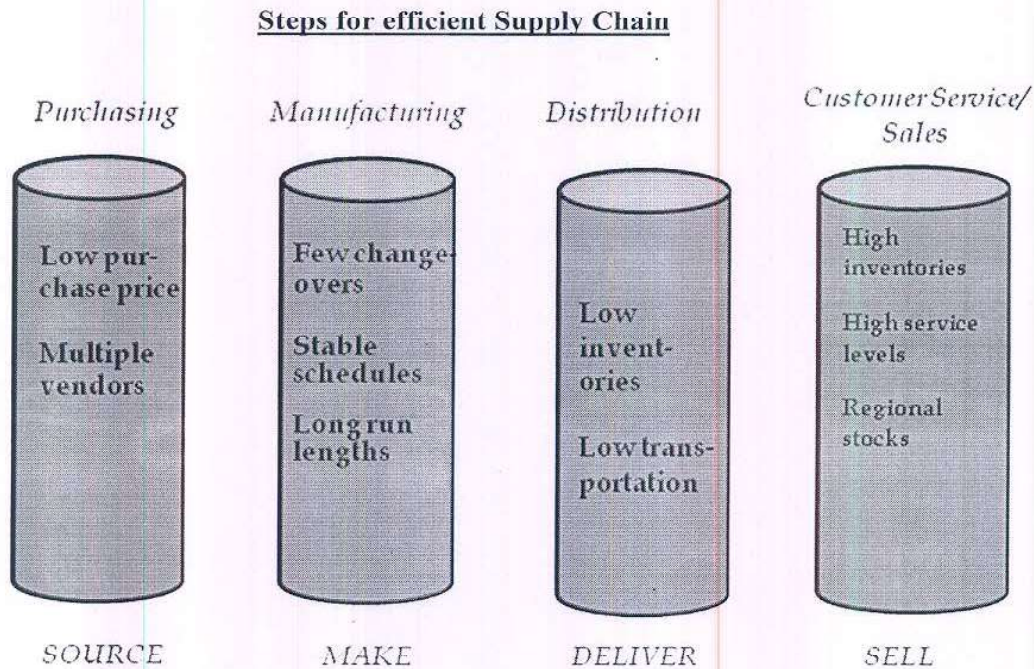 Steps for efficient Supply Chain
Purchasing
Manufacturing
Distribution
Customer Service/
Sales
Low pur-
chase price
Multiple
vendors
Few change-
overs
Stable
schedules
Long run
lengths
Low
invent-
ories
Low trans-
portation
High
inventories
High service
levels
Regional
stocks
SOURCE
MAKE
DELIVER
SELL